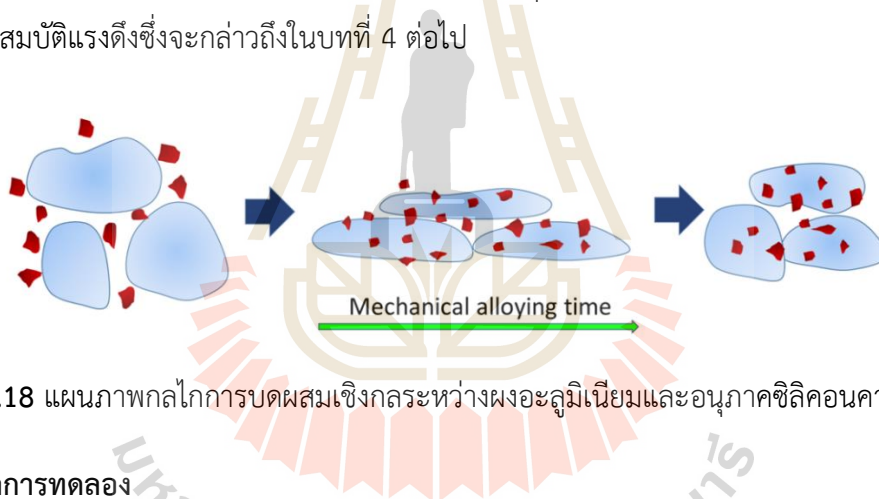 สมบัติแรงดึงซึ่งจะกล่าวถึงในบทที่ 4 ต่อไป
Mechanical alloying time
.18 แผนภาพกลไกการบดผสมเชิงกลระหว่างผงอะลูมิเนียมและอนุภาคซิลิคอนคา
การทดลอง